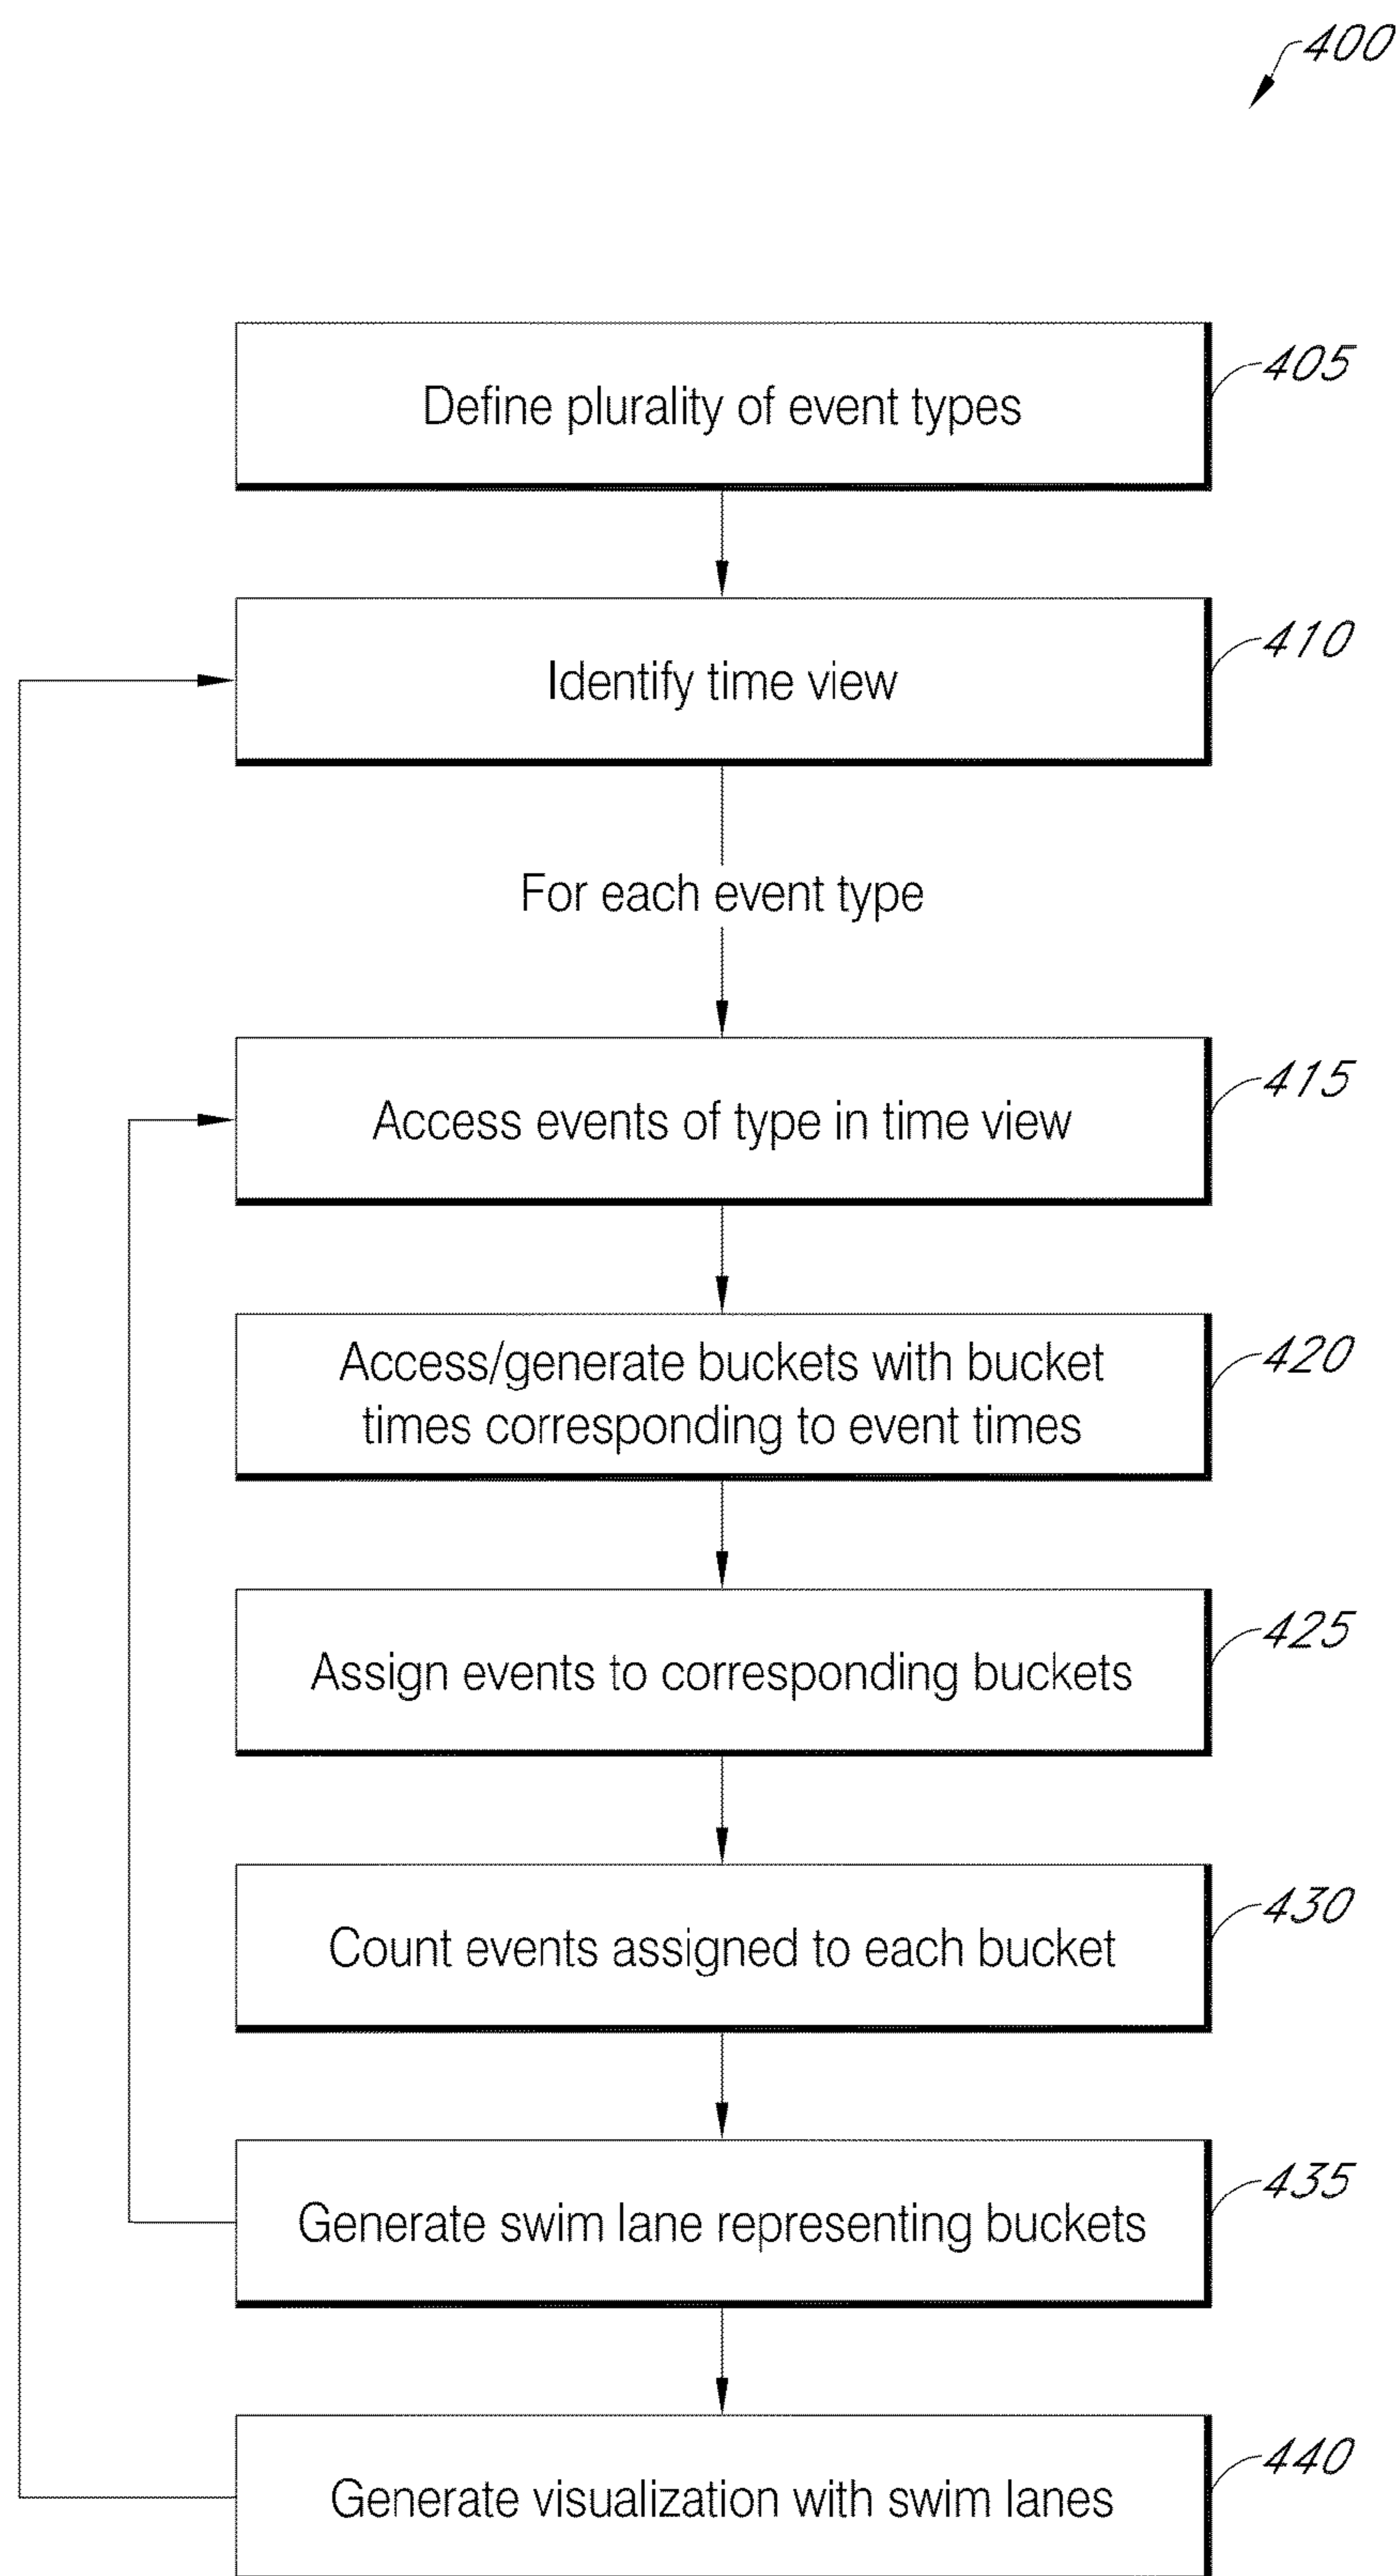 400
Define plurality of event types
405
Identify time view
410
For each event type
Access events of type in time view
415
Access/generate buckets with bucket
times corresponding to event times
420
Assign events to corresponding buckets
425
Count events assigned to each bucket
430
Generate swim lane representing buckets
435
Generate visualization with swim lanes
440